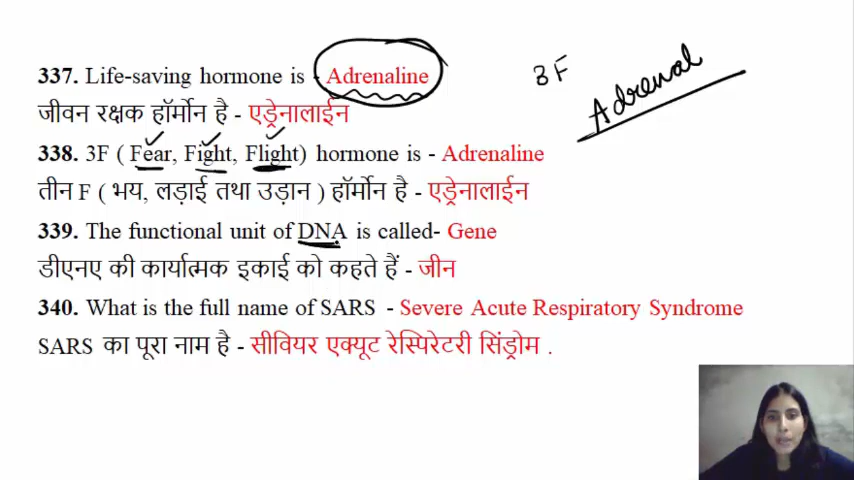 337. Life-saving hormone is - Adrenaline
3F
Adrenal
जीवन रक्षक हॉर्मोन है - एड्रेनालाईन
338. 3F ( Fear, Fight, Flight) hormone is - Adrenaline
तीन F ( भय, लड़ाई तथा उड़ान ) हॉर्मोन है - एड्रेनालाईन
339. The functional unit of DNA is called- Gene
डीएनए की कार्यात्मक इकाई को कहते हैं - जीन
340. What is the full name of SARS - Severe Acute Respiratory Syndrome
SARS का पूरा नाम है - सीवियर एक्यूट रेस्पिरेटरी सिंड्रोम .